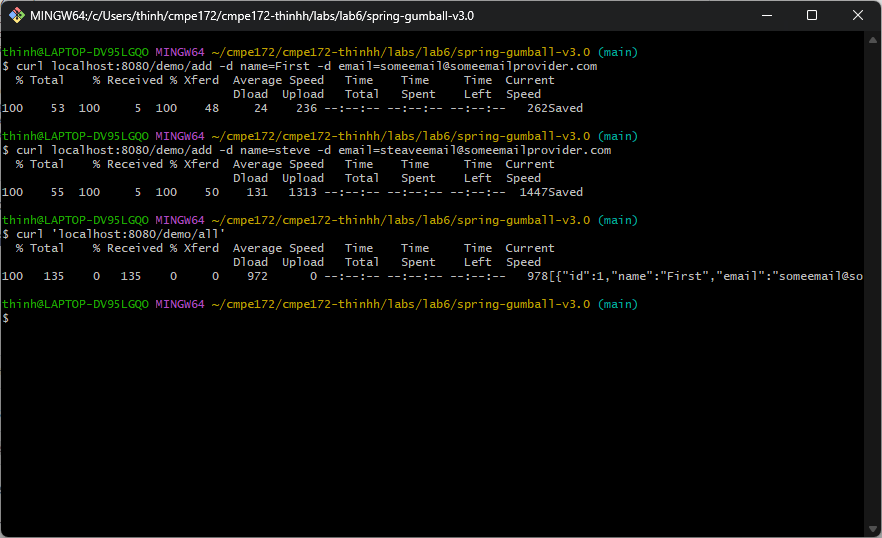 MINGW64:/c/Users/thinh/cmpe172/cmpe172-thinhh/labs/lab6/spring-gumball-v3.0
thinh@LAPTOP-DV95LGQO MINGW64 ~/cmpe172/cmpe172-thinhh/labs/lab6/spring-gumball-v3.0 (main)
$ curl localhost:8080/demo/add -d name=First -d email=someemail@someemailprovider.com
  % Total    % Received % Xferd  Average Speed   Time    Time     Time  Current
                                 Dload  Upload   Total   Spent    Left  Speed
100    53  100     5  100    48     24    236 --:--:-- --:--:-- --:--:--   262Saved
thinh@LAPTOP-DV95LGQO MINGW64 ~/cmpe172/cmpe172-thinhh/labs/lab6/spring-gumball-v3.0 (main)
$ curl localhost:8080/demo/add -d name=steve -d email=steaveemail@someemailprovider.com
  % Total    % Received % Xferd  Average Speed   Time    Time     Time  Current
                                 Dload  Upload   Total   Spent    Left  Speed
100    55  100     5  100    50    131   1313 --:--:-- --:--:-- --:--:--  1447Saved
thinh@LAPTOP-DV95LGQO MINGW64 ~/cmpe172/cmpe172-thinhh/labs/lab6/spring-gumball-v3.0 (main)
$ curl 'localhost:8080/demo/all'
  % Total    % Received % Xferd  Average Speed   Time    Time     Time  Current
                                 Dload  Upload   Total   Spent    Left  Speed
100   135    0   135    0     0    972      0 --:--:-- --:--:-- --:--:--   978[{"id":1,"name":"First","email":"someemail@so
thinh@LAPTOP-DV95LGQO MINGW64 ~/cmpe172/cmpe172-thinhh/labs/lab6/spring-gumball-v3.0 (main)
$